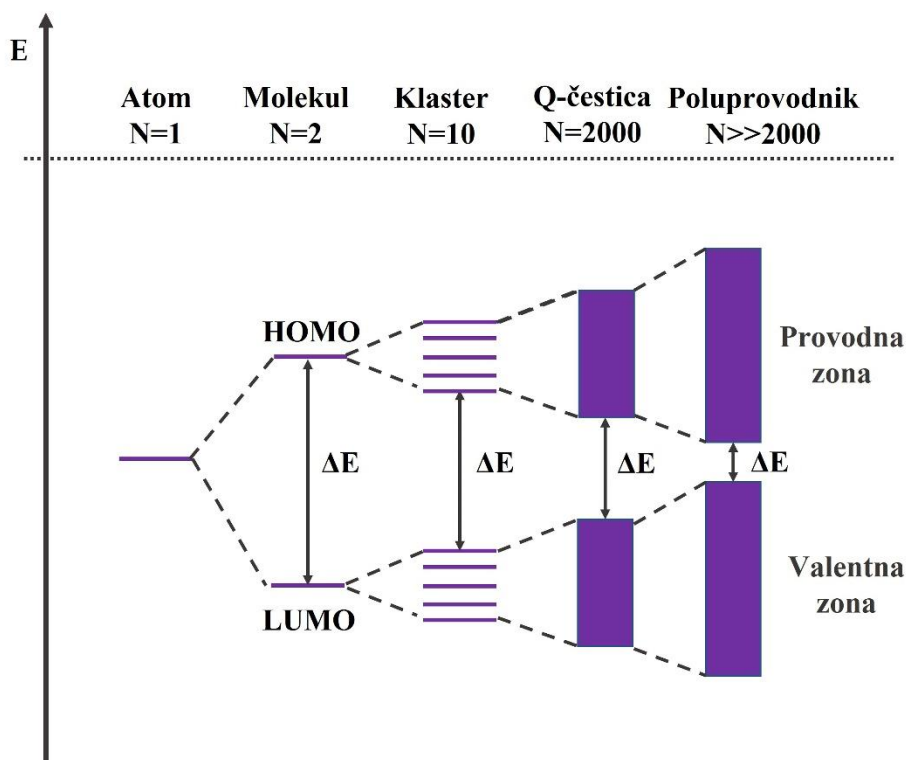 E
Atom
N=1
Molekul
N=2
Klaster
N=10
Q-čestica
N=2000
Poluprovodnik
N>>2000
HOMO
Provodna
zona
ΔE
ΔE
ΔE
ΔE
LUMO
Valentna
zona